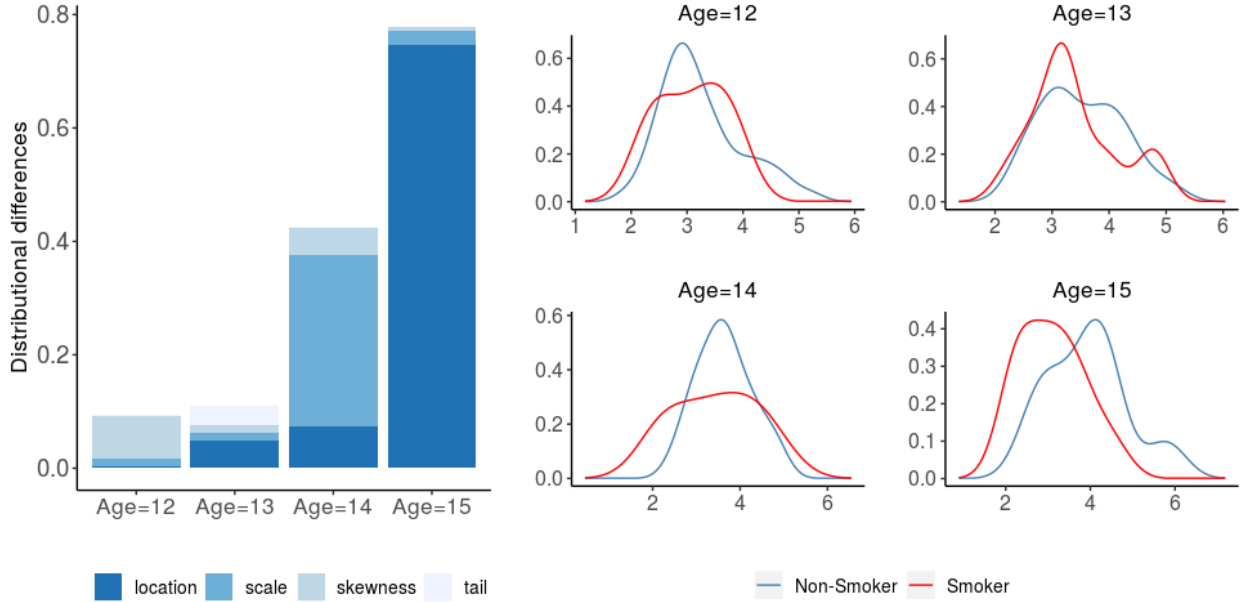 Distributional differences
0.8
0.6
0.4
0.2
0.0
Age=12 Age=13 Age=14 Age=15
location scale skewness tail
Age=12
0.6
0.4
0.2
0.0
1 2 3 4 5 6
Age=13
0.6
0.4
0.2
0.0
2 3 4 5 6
Age=14
0.6
0.4
0.2
0.0
2 4 6
Age=15
0.4
0.3
0.2
0.1
0.0
2 4 6
Non-Smoker Smoker